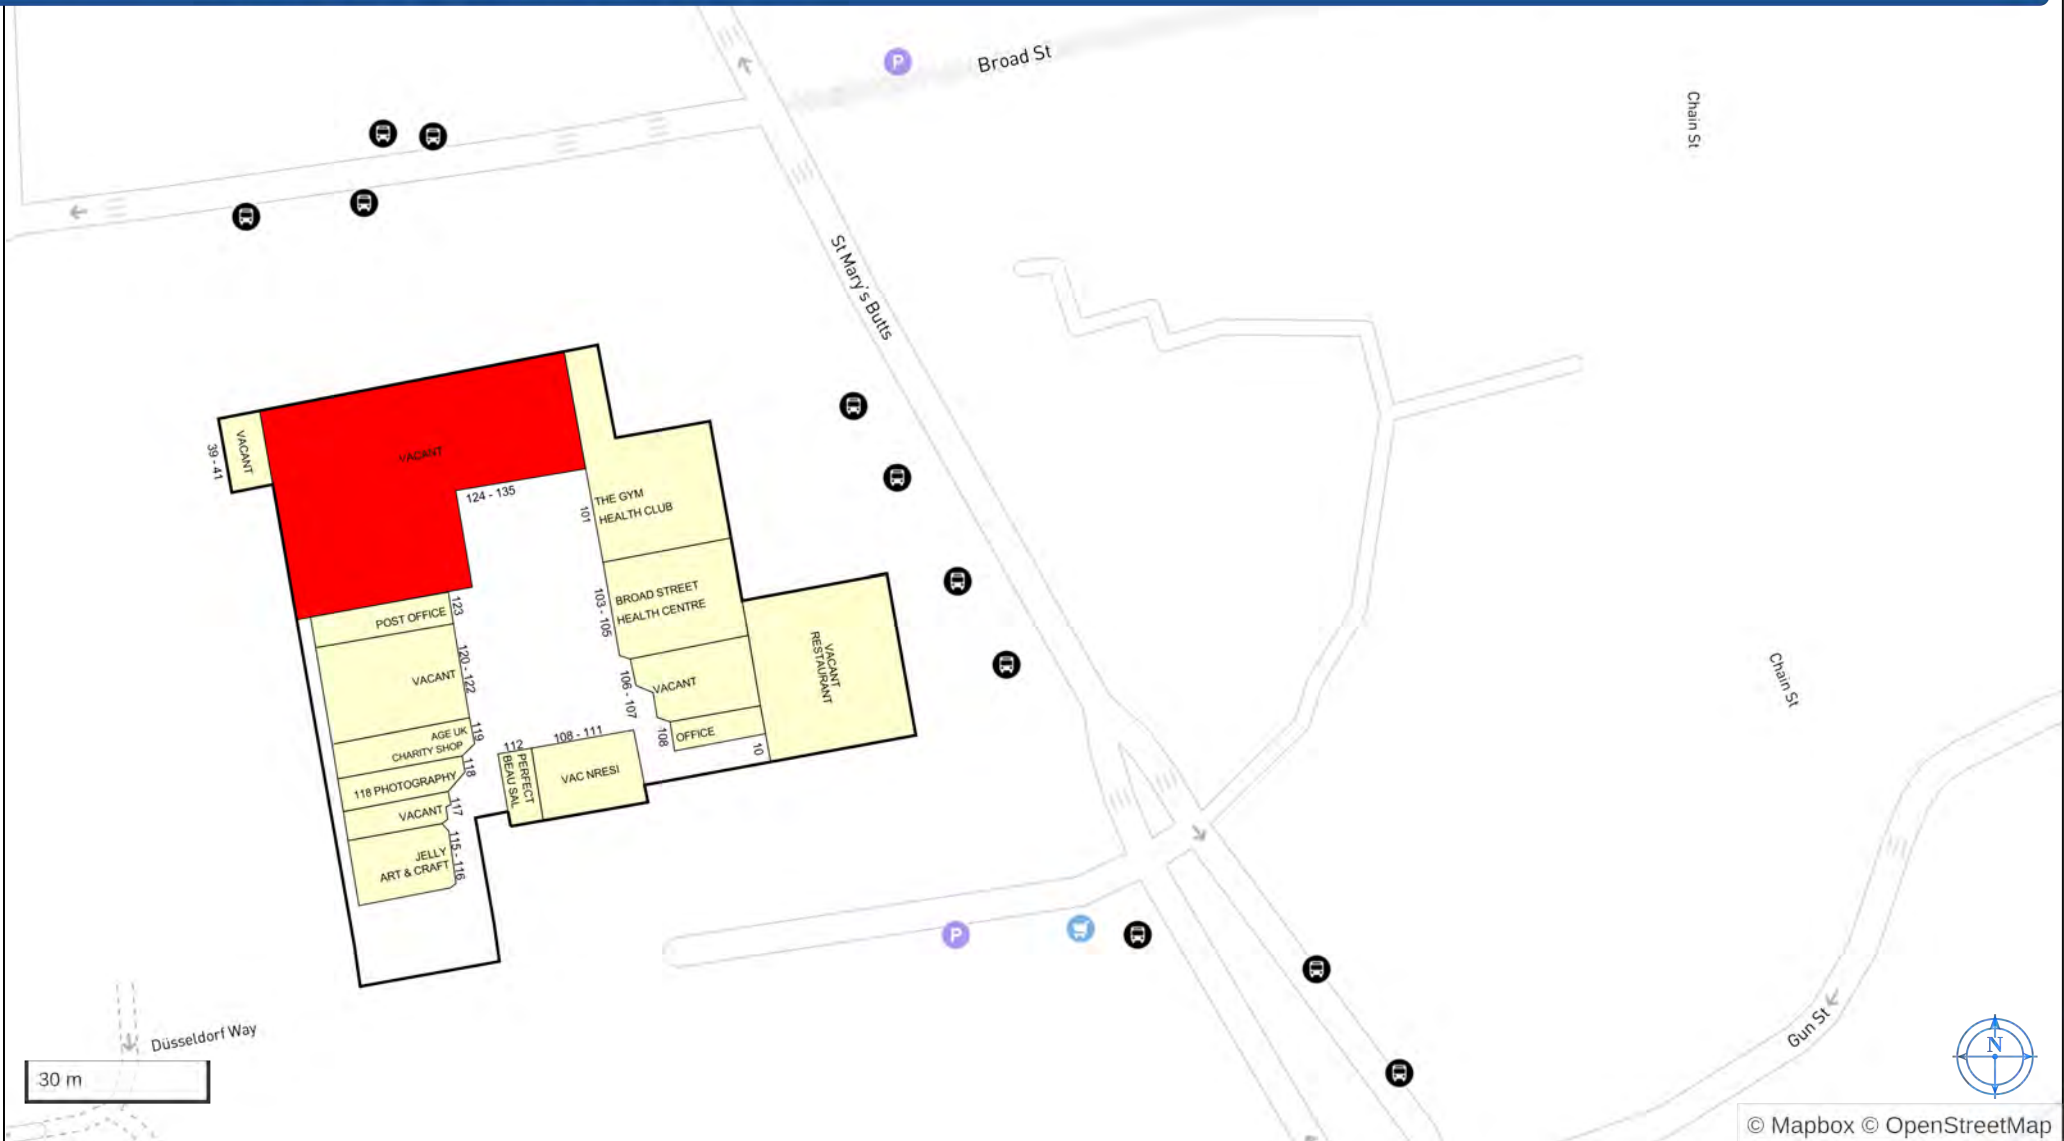 Broad St
Chain St
St Mary's Butts
VACANT
39 - 41
VACANT
124 - 135
101
THE GYM
HEALTH CLUB
103 - 105
BROAD STREET
HEALTH CENTRE
POST OFFICE
123
VACANT
120 - 122
106 - 107
VACANT
VACANT
RESTAURANT
108
OFFICE
10
AGE UK
CHARITY SHOP
119
118 PHOTOGRAPHY
118
112
PERFECT
BEAU SAL
108 - 111
VAC NRESI
VACANT
117
JELLY
ART & CRAFT
115 - 116
Chain St
P
P
Düsseldorf Way
Gun St
30 m
N
© Mapbox © OpenStreetMap